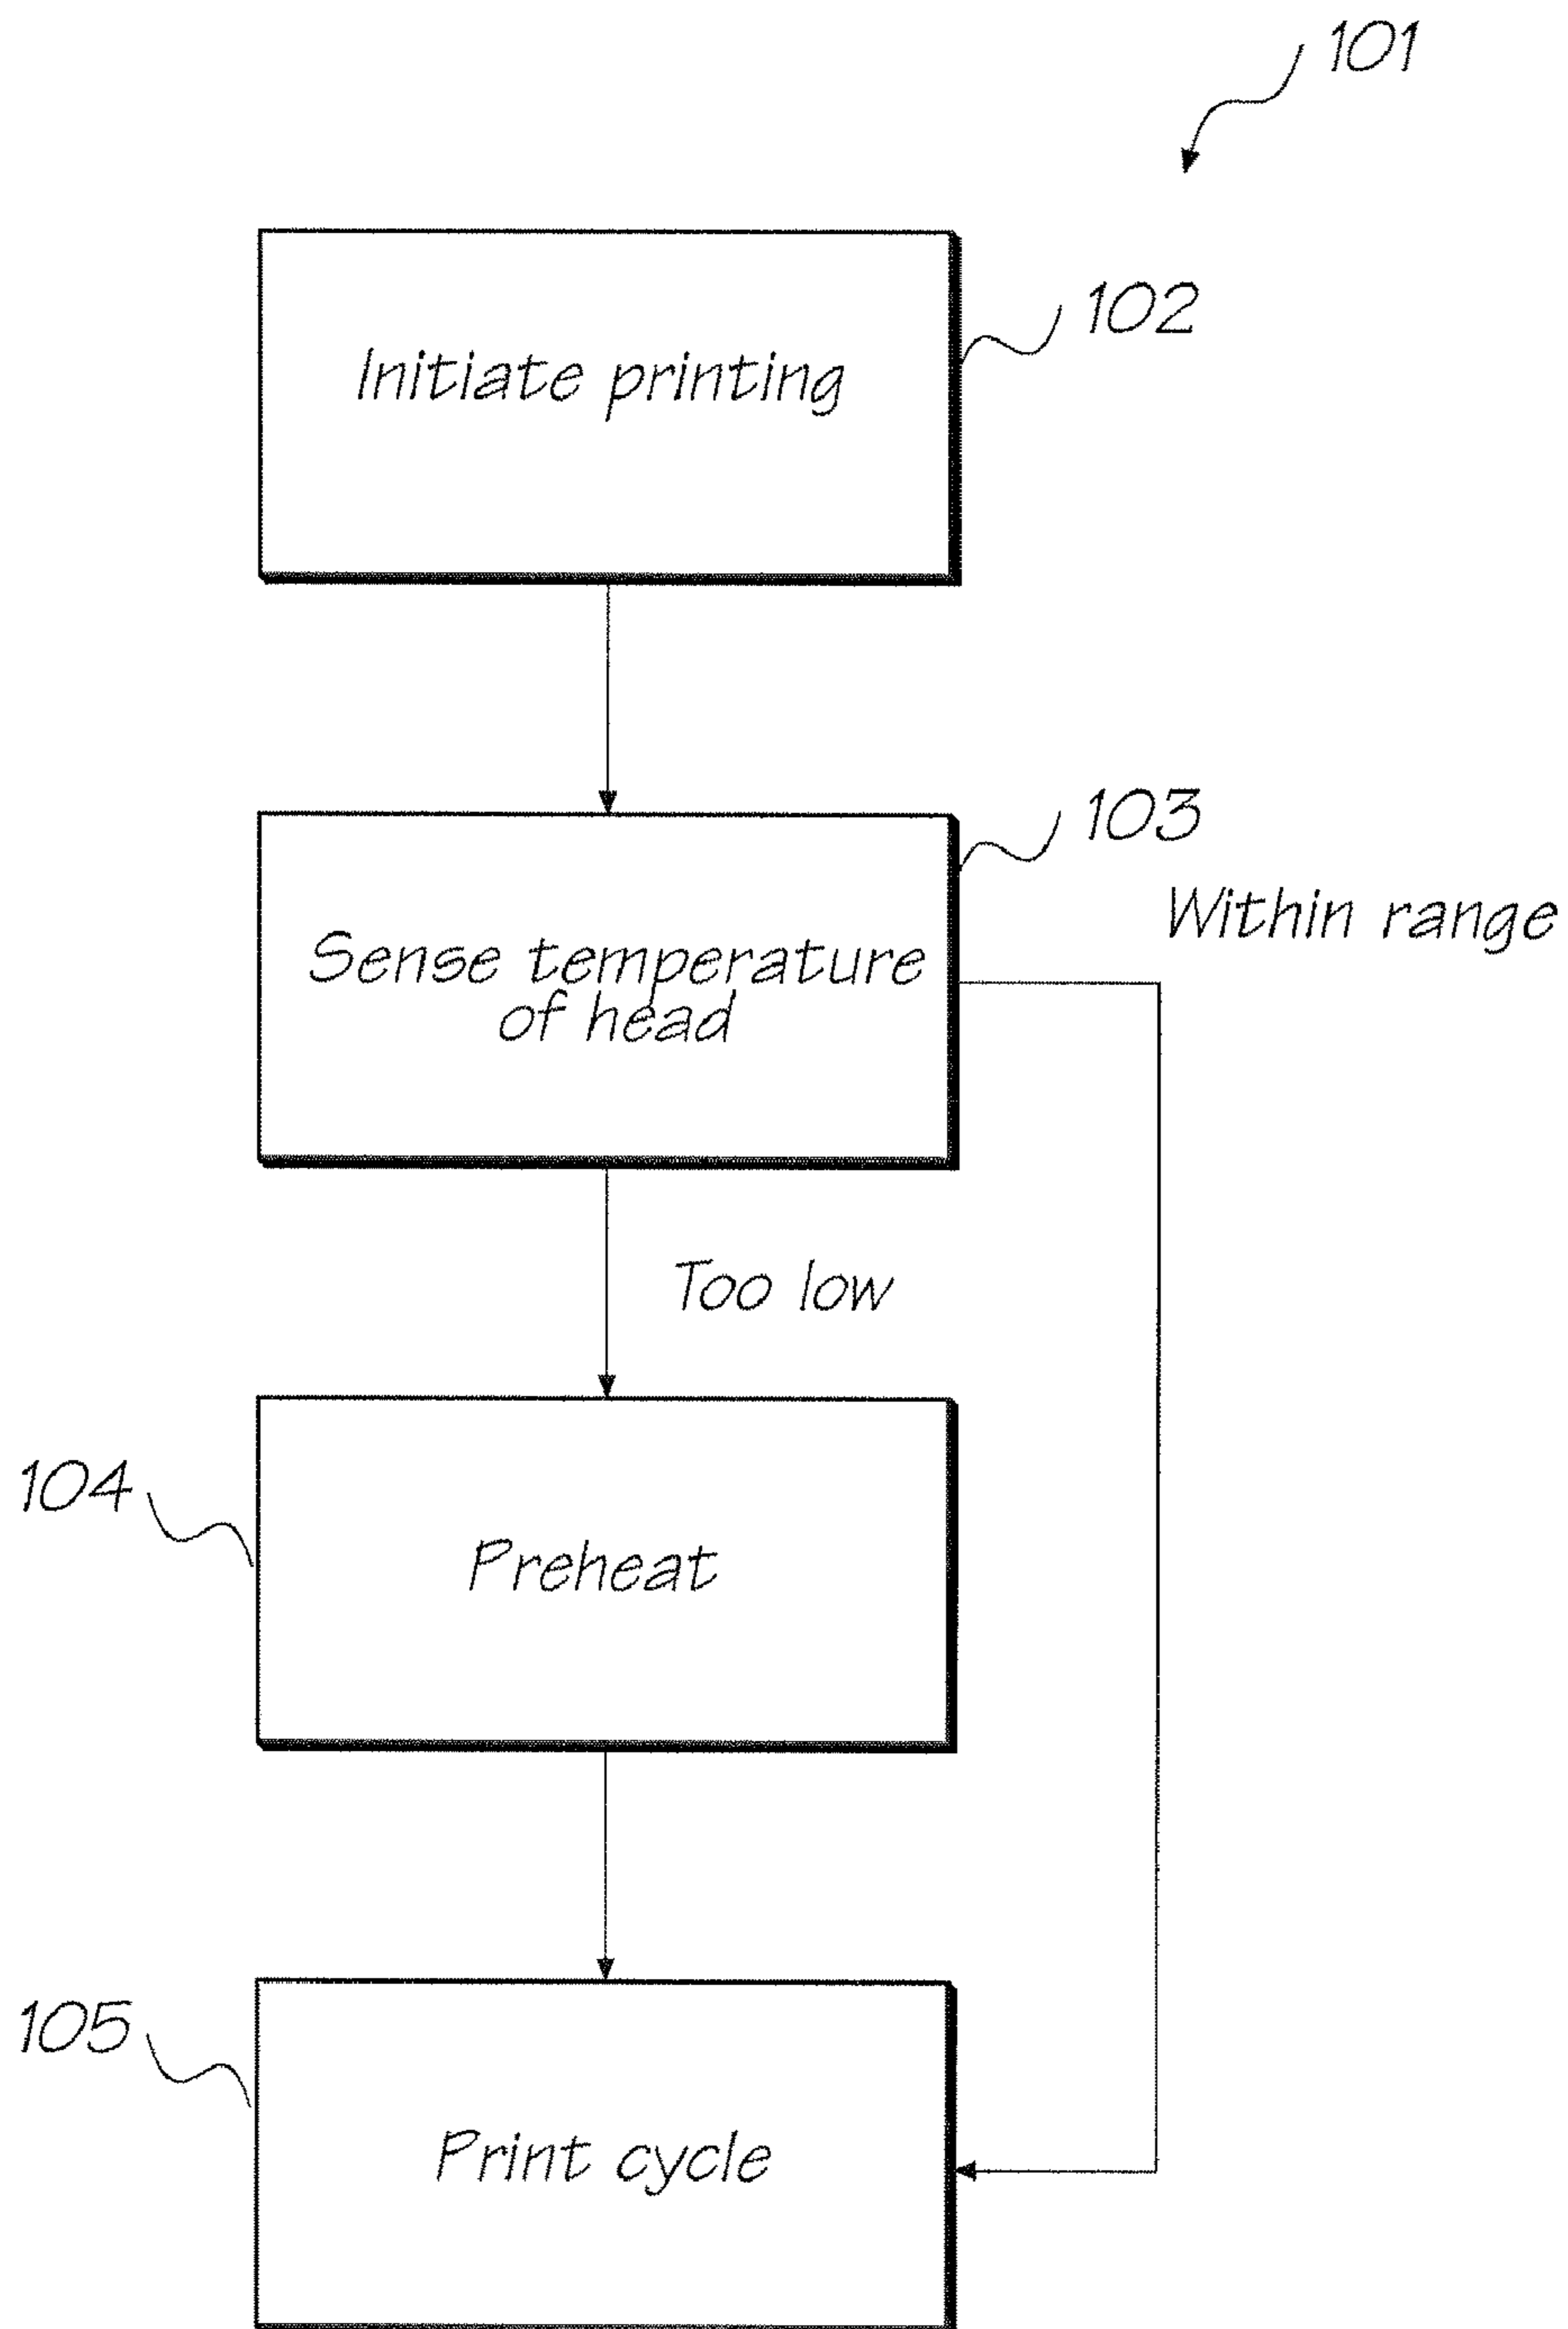 101
Initiate printing
102
103
Within range
Sense temperature
of head
Too low
104
Preheat
105
Print cycle